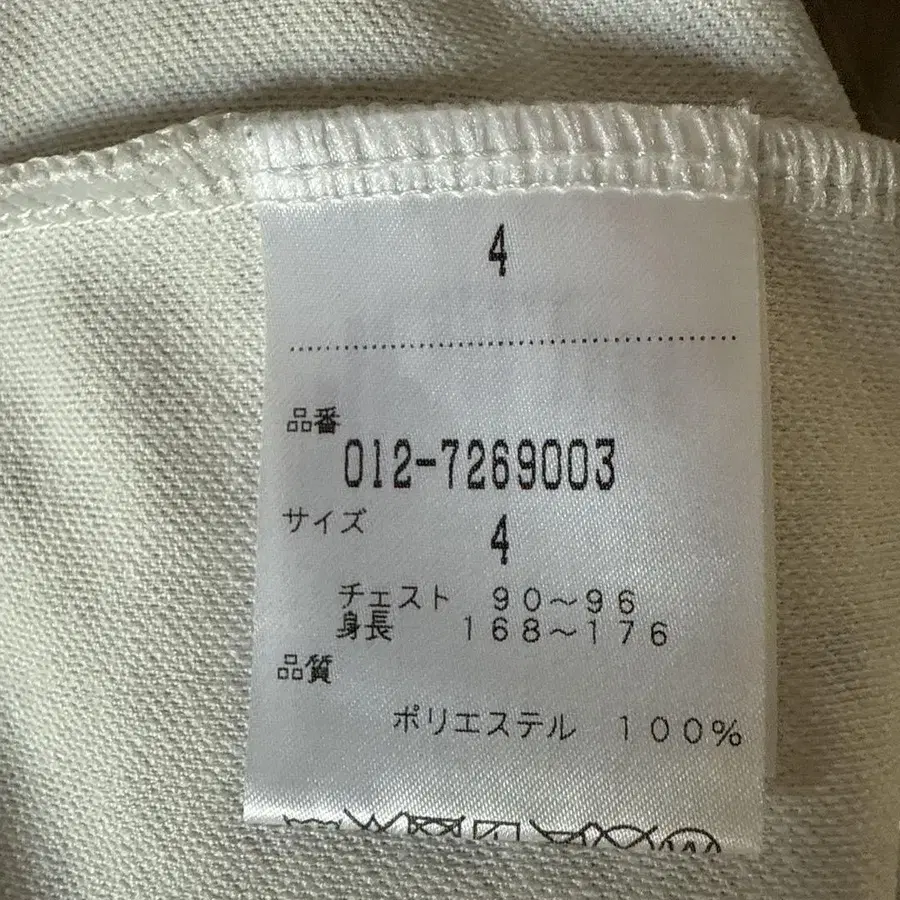 4
品番
012-7269003
サイズ
4
チェスト 90～96
身長 168～176
品質
ポリエステル 100%